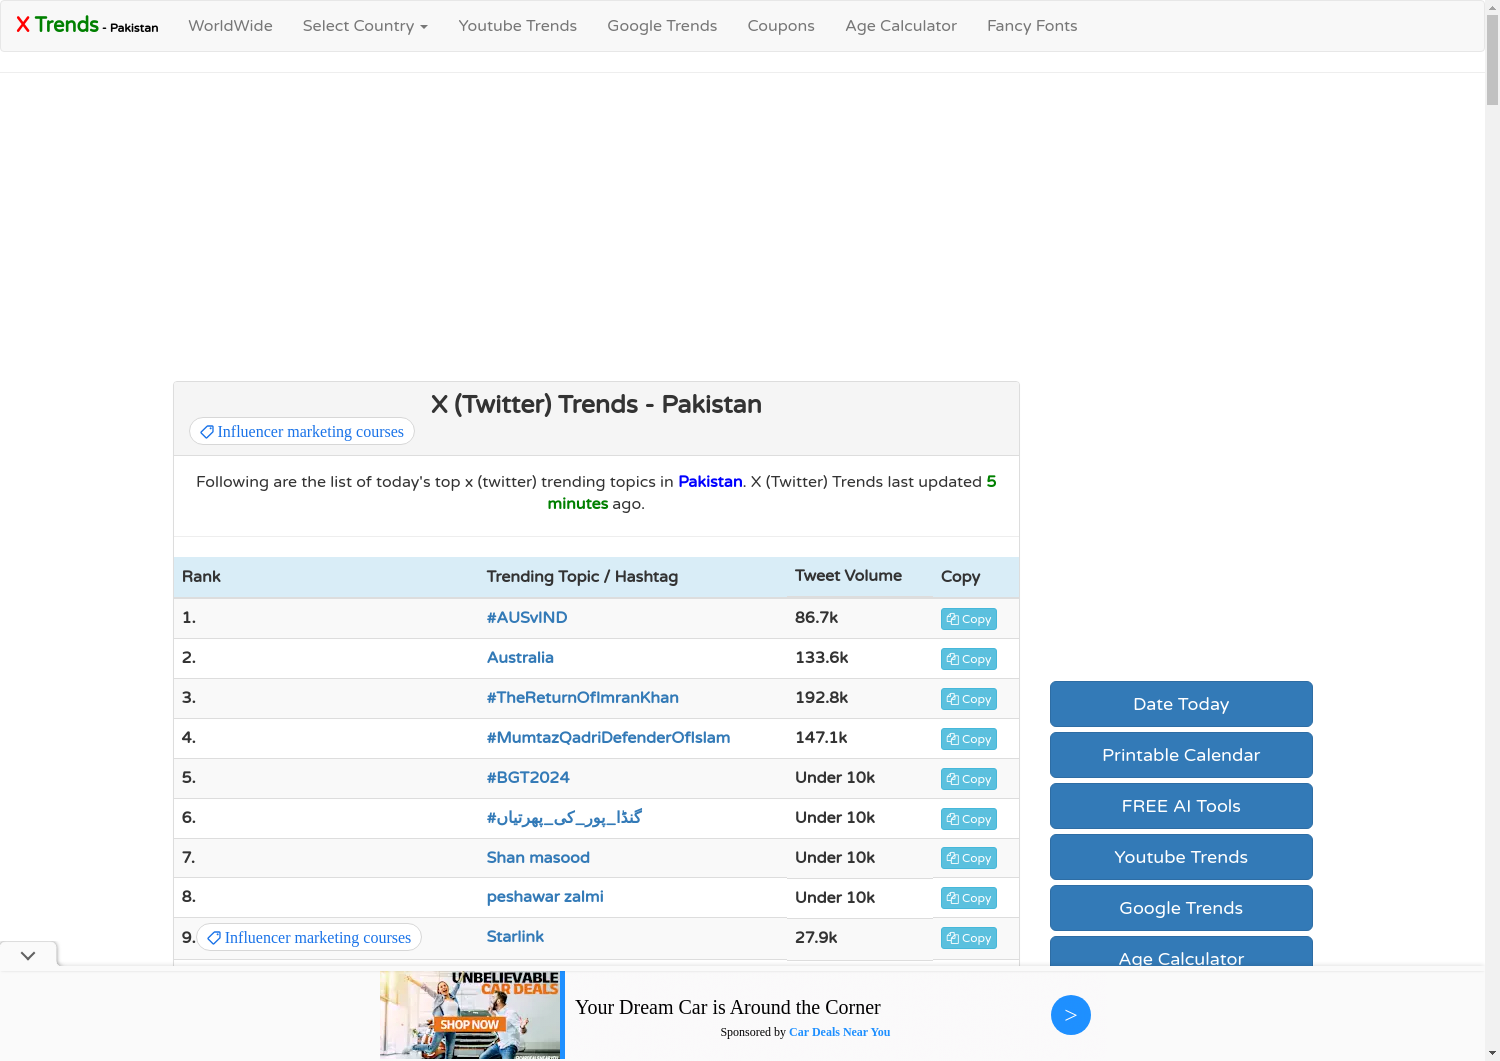 X Trends - Pakistan WorldWide Select Country Youtube Trends Google Trends Coupons Age Calculator Fancy Fonts
X (Twitter) Trends - Pakistan
Influencer marketing courses
Following are the list of today's top x (twitter) trending topics in Pakistan. X (Twitter) Trends last updated 5
minutes ago.
Rank Trending Topic / Hashtag Tweet Volume Copy
1. #AUSvIND 86.7k Copy
2. Australia 133.6k Copy
3. #TheReturnOfImranKhan 192.8k Copy
4. #MumtazQadriDefenderOfIslam 147.1k Copy
5. #BGT2024 Under 10k Copy
6. #گنڈا_پور_کی_پھرتیاں Under 10k Copy
7. Shan masood Under 10k Copy
8. peshawar zalmi Under 10k Copy
9. Influencer marketing courses Starlink 27.9k Copy
Date Today
Printable Calendar
FREE AI Tools
Youtube Trends
Google Trends
Age Calculator
UNBELIEVABLE
CAR DEALS
SHOP NOW
Your Dream Car is Around the Corner
Sponsored by Car Deals Near You
>